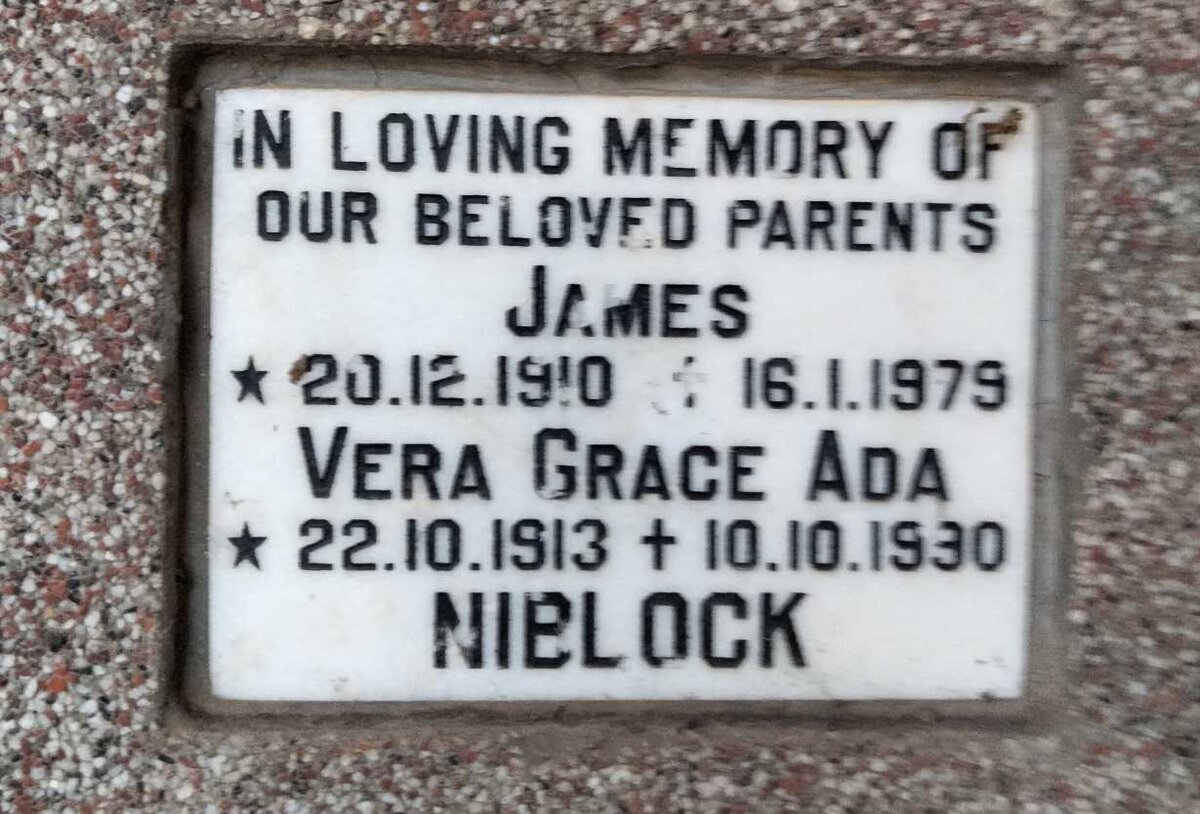 IN LOVING MEMORY OF
OUR BELOVED PARENTS
JAMES
★ 20.12.1910 ✝ 16.1.1979
VERA GRACE ADA
★ 22.10.1913 ✝ 10.10.1990
NIBLOCK